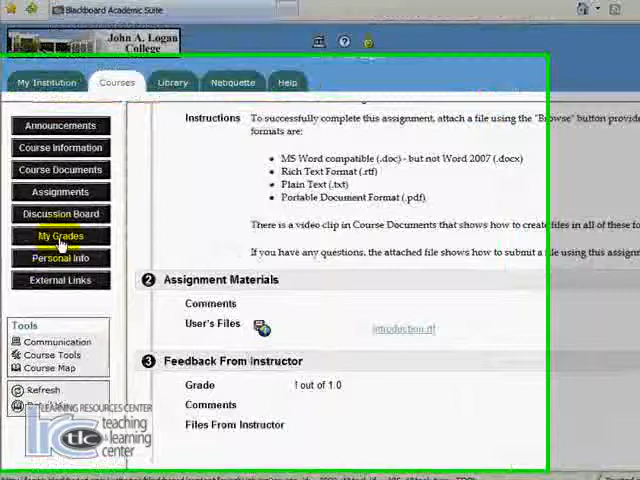 Blackboard Academic Suite
John A. Logan
College
My Institution
Courses
Library
Netiquette
Help
Announcements
Course Information
Course Documents
Assignments
Discussion Board
My Grades
Personal Info
External Links
Tools
Communication
Course Tools
Course Map
Refresh
LEARNING RESOURCES CENTER
lrc
tlc
teaching
learning
center
Instructions
To successfully complete this assignment, attach a file using the "Browse" button provide
formats are:
MS Word compatible (.doc) - but not Word 2007 (.docx)
Rich Text Format (.rtf)
Plain Text (.txt)
Portable Document Format (.pdf)
There is a video clip in Course Documents that shows how to create files in all of these fo
If you have any questions, the attached file shows how to submit a file using this assignm
2 Assignment Materials
Comments
User's Files
introduction.rtf
3 Feedback From Instructor
Grade
1 out of 1.0
Comments
Files From Instructor